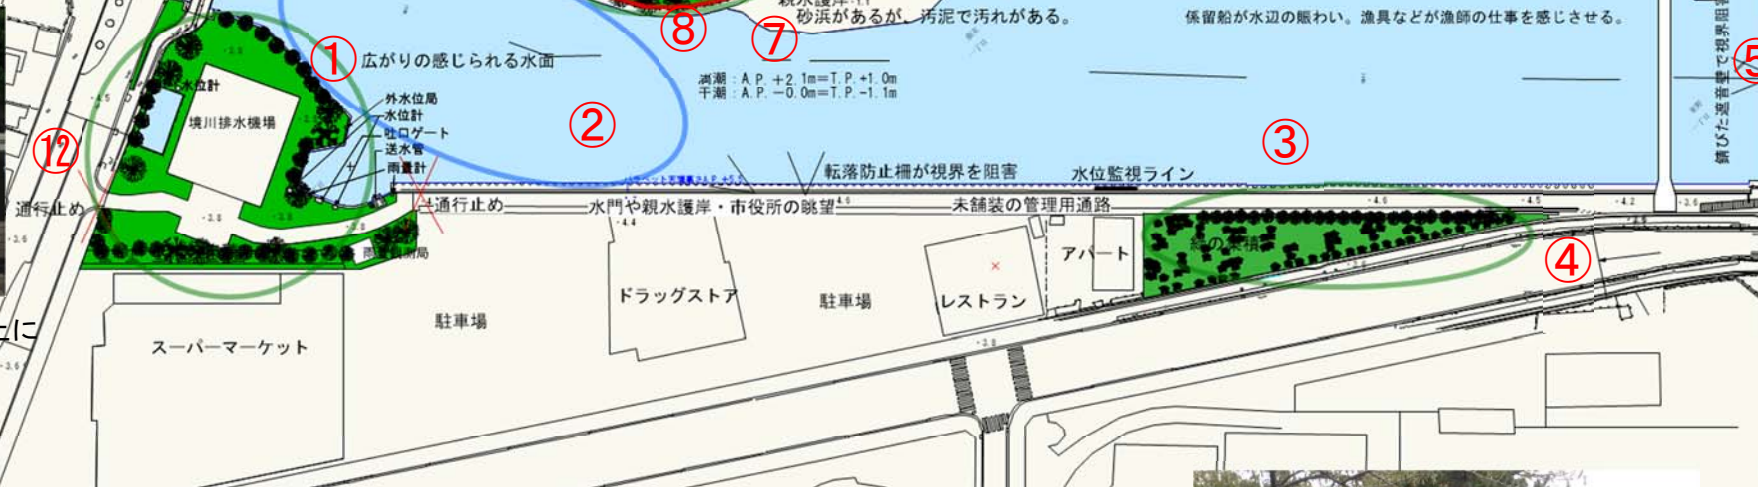 砂浜があるが、汚泥で汚れがある。
係留船が水辺の賑わい。漁具などが漁師の仕事を感じさせる。
⑧
⑦
①
広がりの感じられる水面
満潮:A.P.+2.1m=T.P.+1.0m
干潮:A.P.-0.0m=T.P.-1.1m
⑤
錆びた遮音壁で視界阻害
水位計
外水位局
水位計
吐口ゲート
送水管
雨量計
境川排水機場
②
③
⑫
転落防止柵が視界を阻害
水位監視ライン
通行止め
通行止め
水門や親水護岸・市役所の眺望
未舗装の管理用通路
④
アパート
ドラッグストア
駐車場
レストラン
駐車場
スーパーマーケット
上に